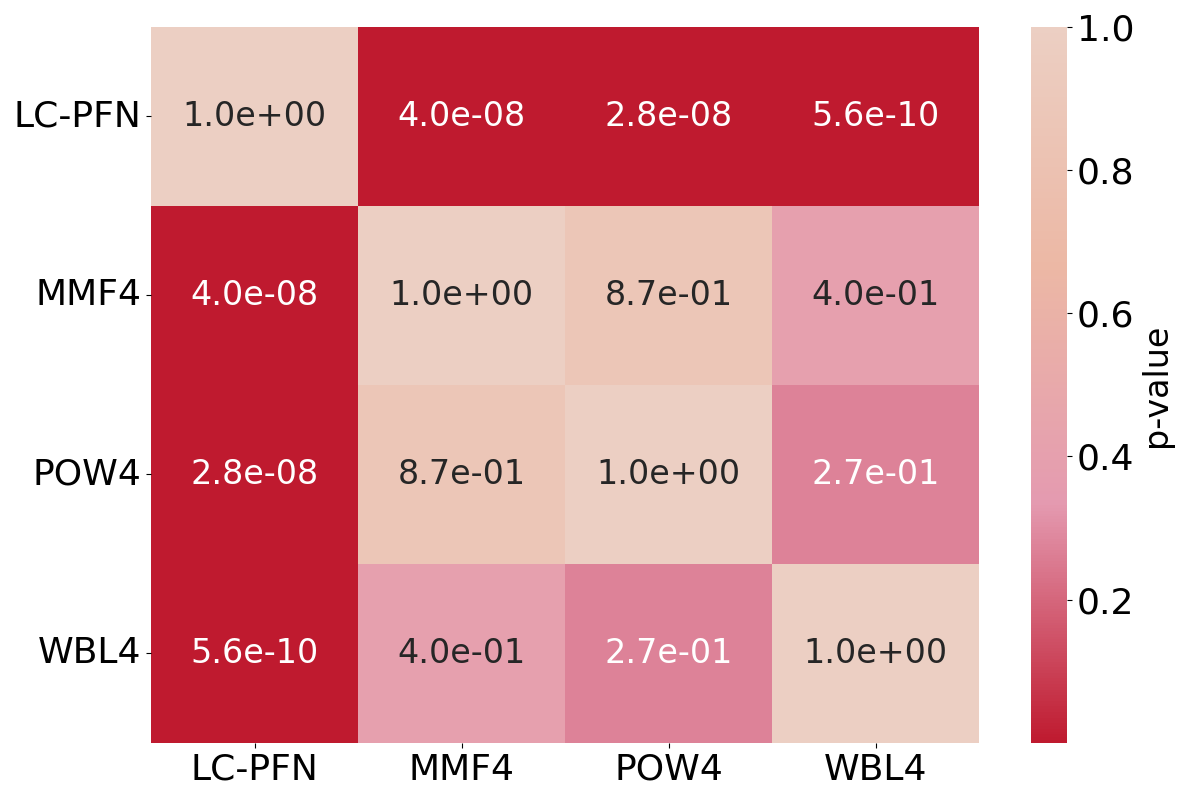 LC-PFN 1.0e+00 4.0e-08 2.8e-08 5.6e-10
MMF4 4.0e-08 1.0e+00 8.7e-01 4.0e-01
POW4 2.8e-08 8.7e-01 1.0e+00 2.7e-01
WBL4 5.6e-10 4.0e-01 2.7e-01 1.0e+00
LC-PFN MMF4 POW4 WBL4
1.0
0.8
0.6
0.4
0.2
p-value